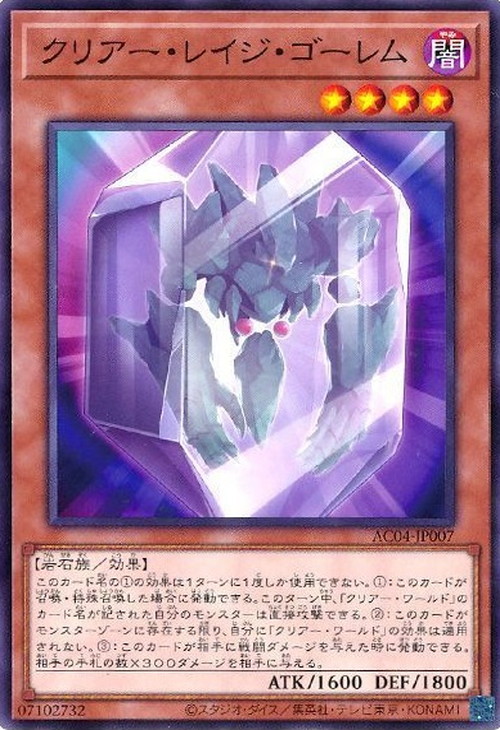 クリアー・レイジ・ゴーレム
闇
AC04-JP007
【岩石族／効果】
このカード名の①の効果は1ターンに1度しか使用できない。①：このカードが
召喚・特殊召喚した場合に発動できる。このターン中、「クリアー・ワールド」の
カード名が記された自分のモンスターは直接攻撃できる。②：このカードが
モンスターゾーンに存在する限り、自分に「クリアー・ワールド」の効果は適用
されない。③：このカードが相手に戦闘ダメージを与えた時に発動できる。
相手の手札の数×300ダメージを相手に与える。
ATK/1600 DEF/1800
07102732 ©スタジオ・ダイス／集英社・テレビ東京・KONAMI